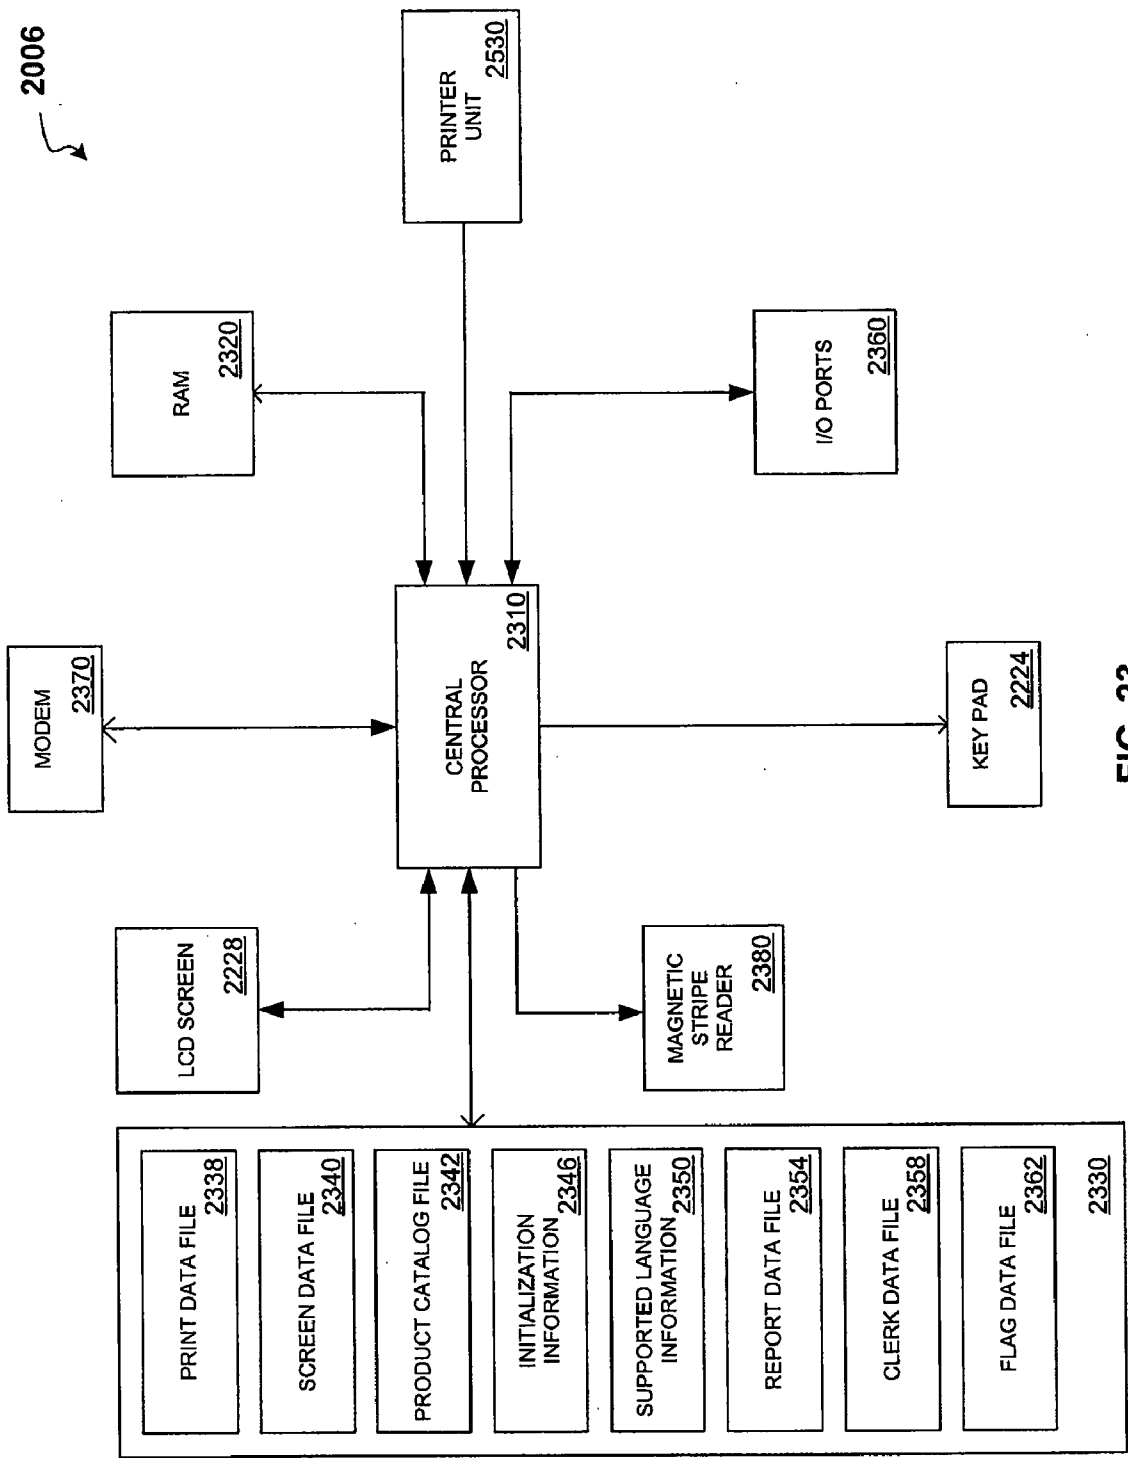 2006
PRINTER
UNIT
2530
RAM
2320
I/O PORTS
2360
MODEM
2370
CENTRAL
PROCESSOR
2310
KEY PAD
2224
LCD SCREEN
2228
MAGNETIC
STRIPE
READER
2380
PRINT DATA FILE
2338
SCREEN DATA FILE
2340
PRODUCT CATALOG FILE
2342
INITIALIZATION
INFORMATION
2346
SUPPORTED LANGUAGE
INFORMATION
2350
REPORT DATA FILE
2354
CLERK DATA FILE
2358
FLAG DATA FILE
2362
2330
FIG. 23